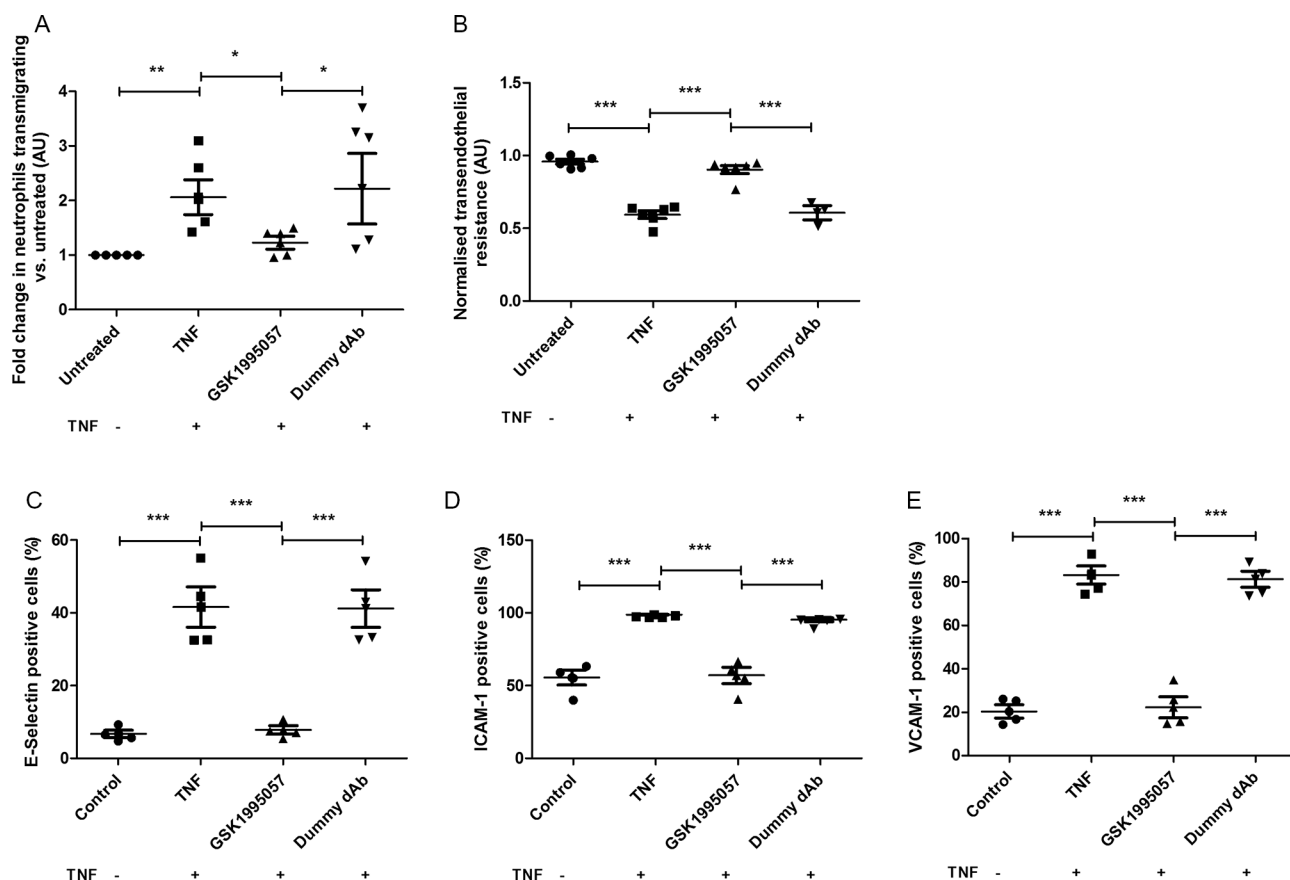 A
Fold change in neutrophils transmigrating
vs. untreated (AU)
4
3
2
1
0
** * *
Untreated
TNF
GSK1995057
Dummy dAb
TNF - + + +
B
Normalised transendothelial
resistance (AU)
1.5
1.0
0.5
0.0
*** *** ***
Untreated
TNF
GSK1995057
Dummy dAb
TNF + + +
C
E-Selectin positive cells (%)
60
40
20
0
*** *** ***
Control
TNF
GSK1995057
Dummy dAb
TNF - + + +
D
ICAM-1 positive cells (%)
150
100
50
0
*** *** ***
Control
TNF
GSK1995057
Dummy dAb
TNF - + + +
E
VCAM-1 positive cells (%)
100
80
60
40
20
0
*** *** ***
Control
TNF
GSK1995057
Dummy dAb
TNF - + + +